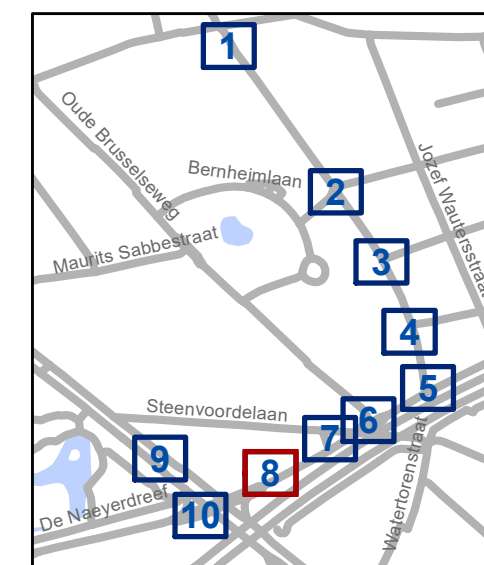 1
Oude Brusselseweg
Jozef Wautersstraat
Bernheimlaan
2
Maurits Sabbestraat
3
4
5
Steenvoordelaan
6
7
9
8
Watertorenstraat
De Naeyerdreef
10